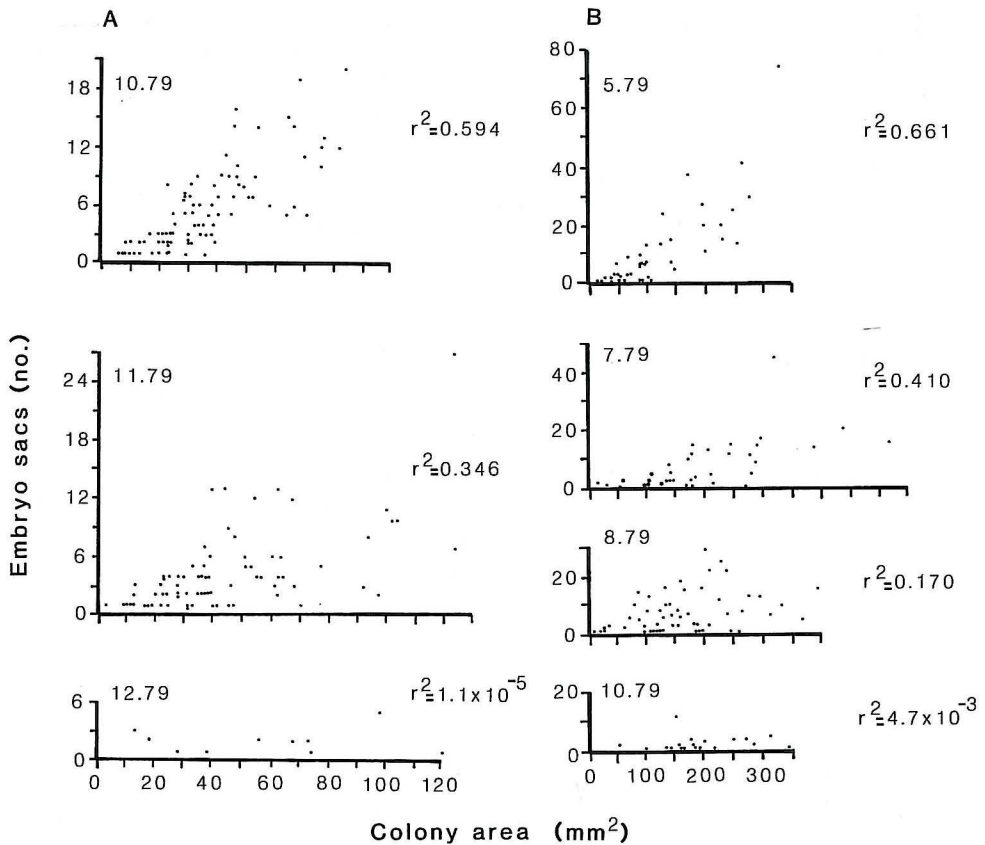 A
10.79
r²=0.594
18
12
6
0
11.79
r²=0.346
24
18
12
6
0
12.79
r²=1.1x10⁻⁵
6
0
0 20 40 60 80 100 120
B
5.79
r²=0.661
80
60
40
20
0
7.79
r²=0.410
40
20
0
8.79
r²=0.170
20
0
10.79
r²=4.7x10⁻³
20
0
0 100 200 300
Embryo sacs (no.)
Colony area (mm²)